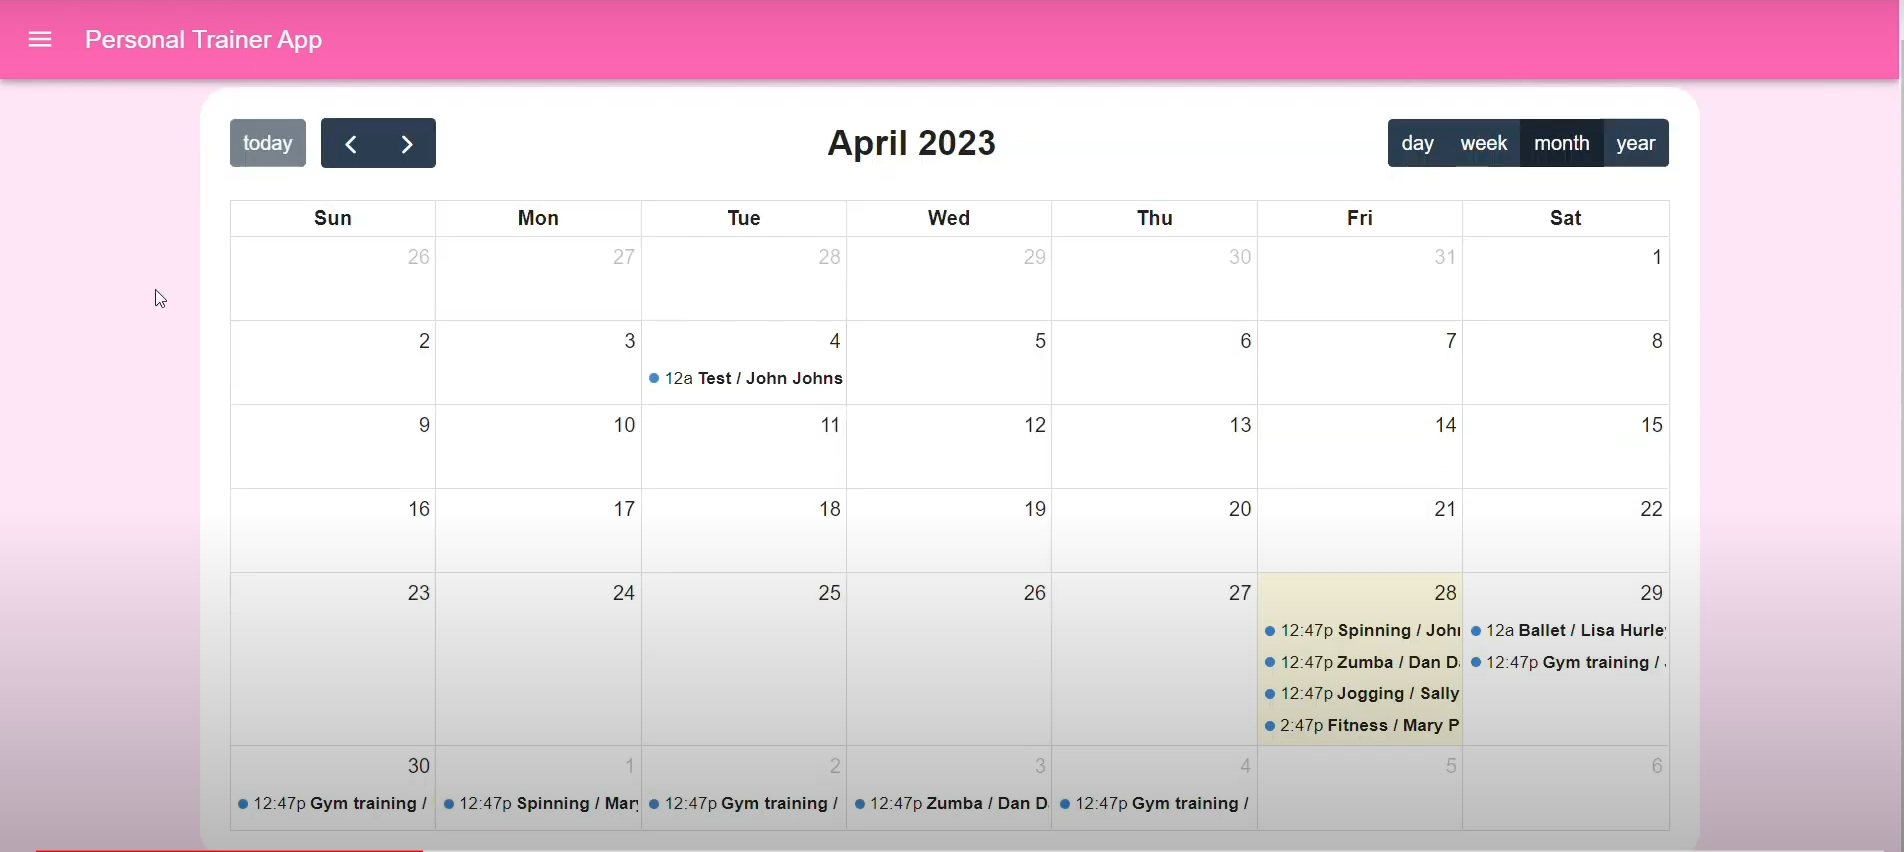 Personal Trainer App
today
April 2023
day week month year
Sun Mon Tue Wed Thu Fri Sat
26 27 28 29 30 31 1
2 3 4 5 6 7 8
12a Test / John Johns
9 10 11 12 13 14 15
16 17 18 19 20 21 22
23 24 25 26 27 28 29
12:47p Spinning / John
12:47p Zumba / Dan D
12:47p Jogging / Sally
2:47p Fitness / Mary P
12a Ballet / Lisa Hurley
12:47p Gym training /
30 1 2 3 4 5 6
12:47p Gym training /
12:47p Spinning / Mary
12:47p Gym training /
12:47p Zumba / Dan D
12:47p Gym training /